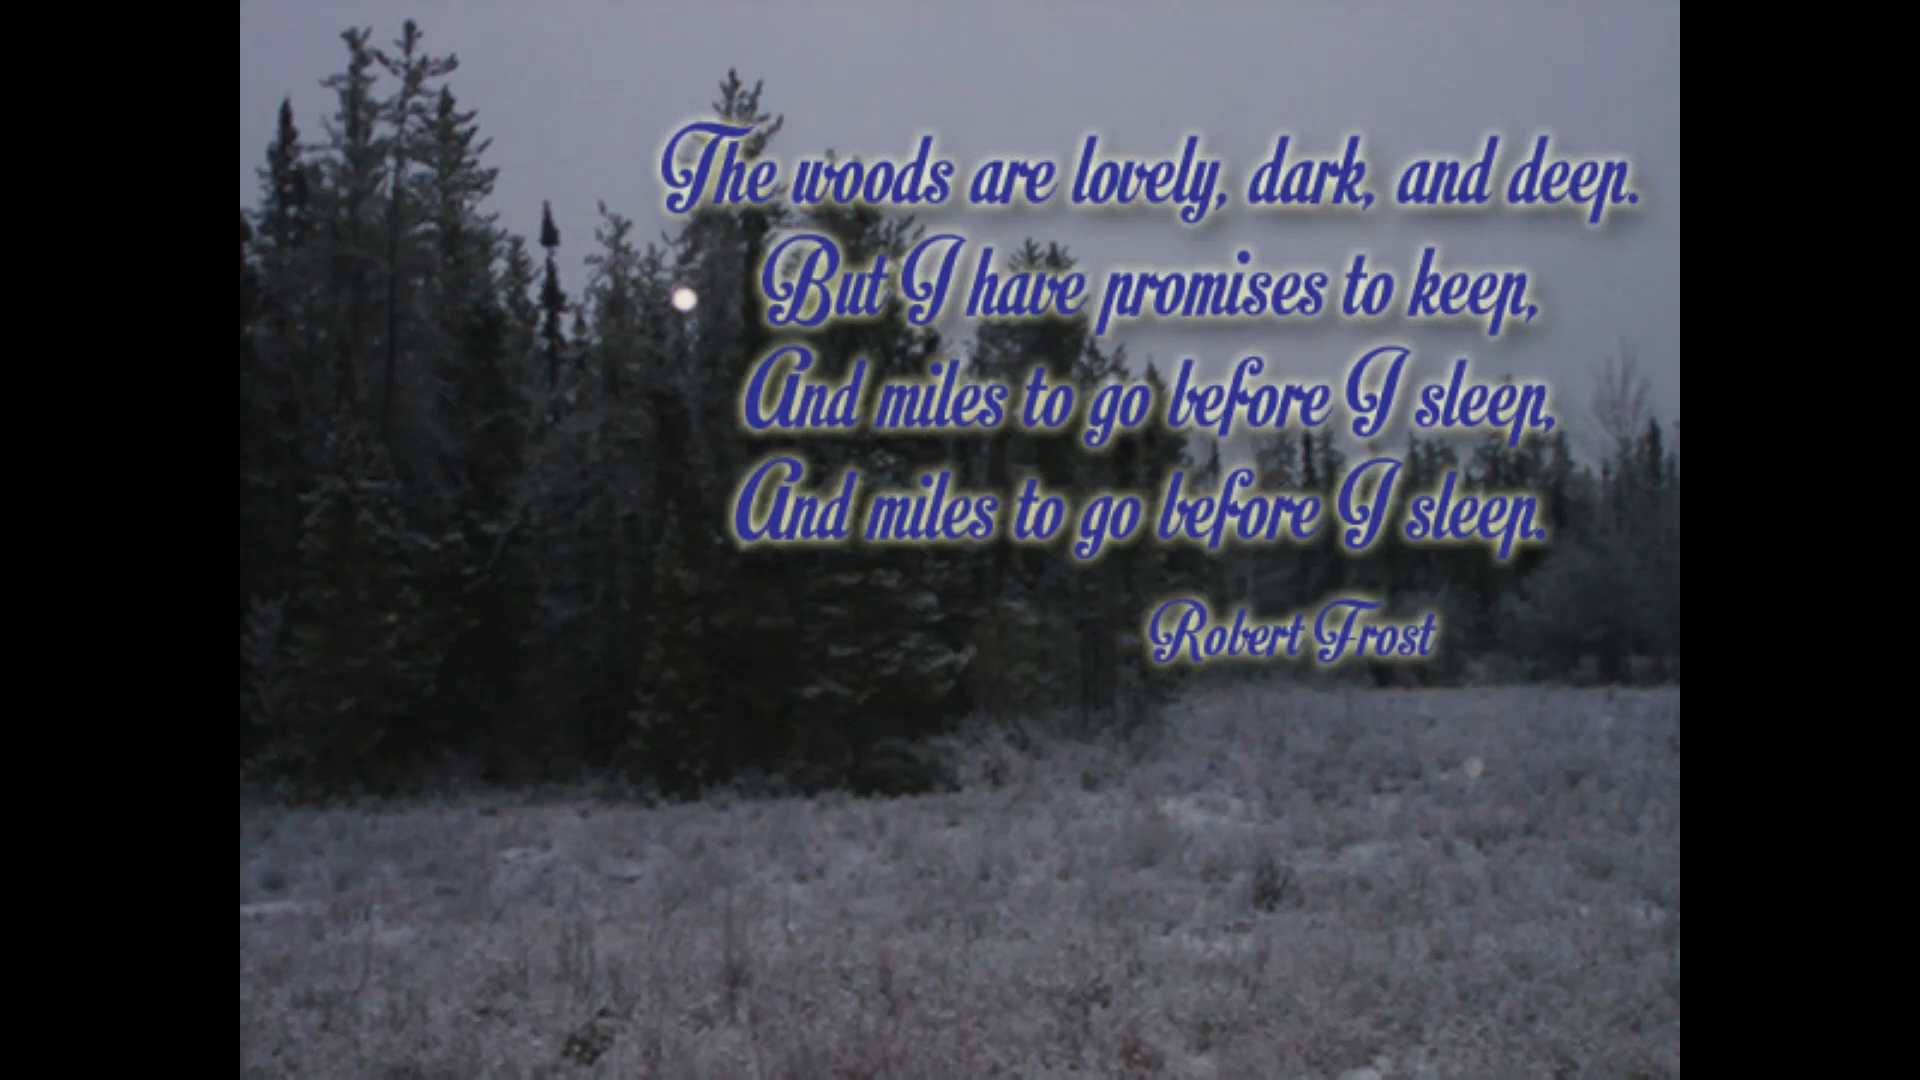 The woods are lovely, dark, and deep.
But I have promises to keep,
And miles to go before I sleep,
And miles to go before I sleep.
- Robert Frost